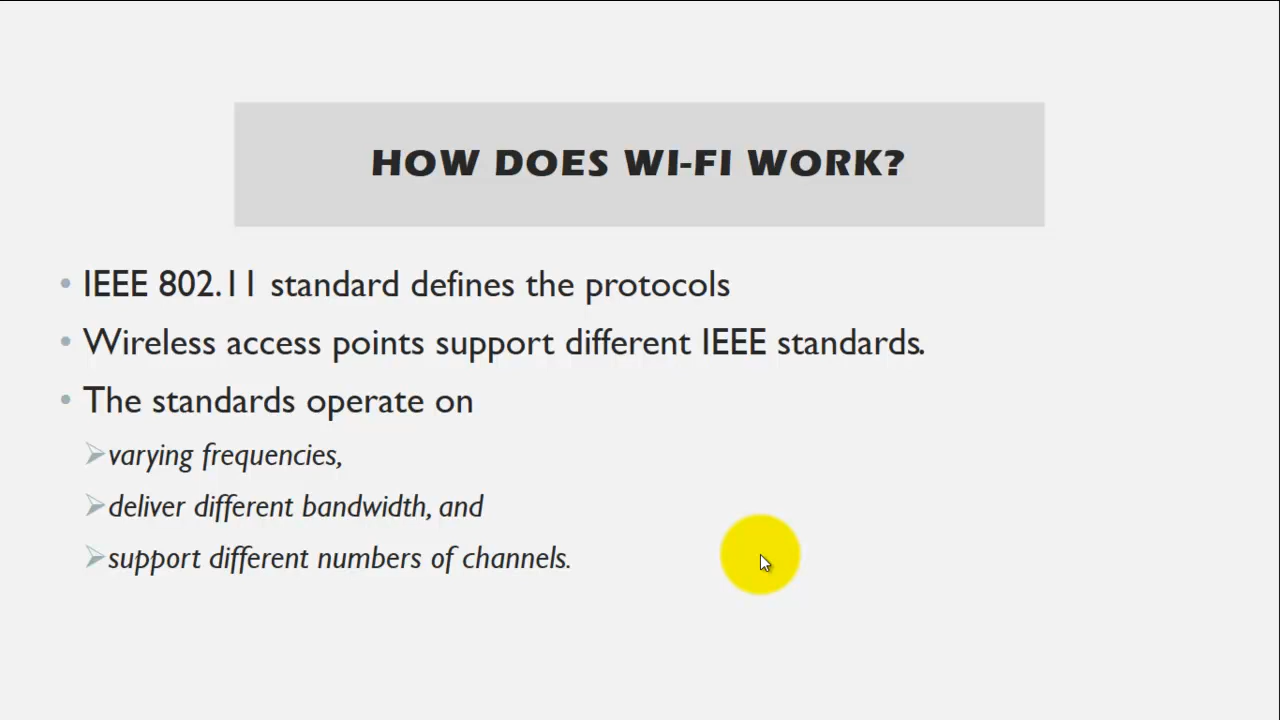 HOW DOES WI-FI WORK?
• IEEE 802.11 standard defines the protocols
• Wireless access points support different IEEE standards.
• The standards operate on
➢varying frequencies,
➢deliver different bandwidth, and
➢support different numbers of channels.